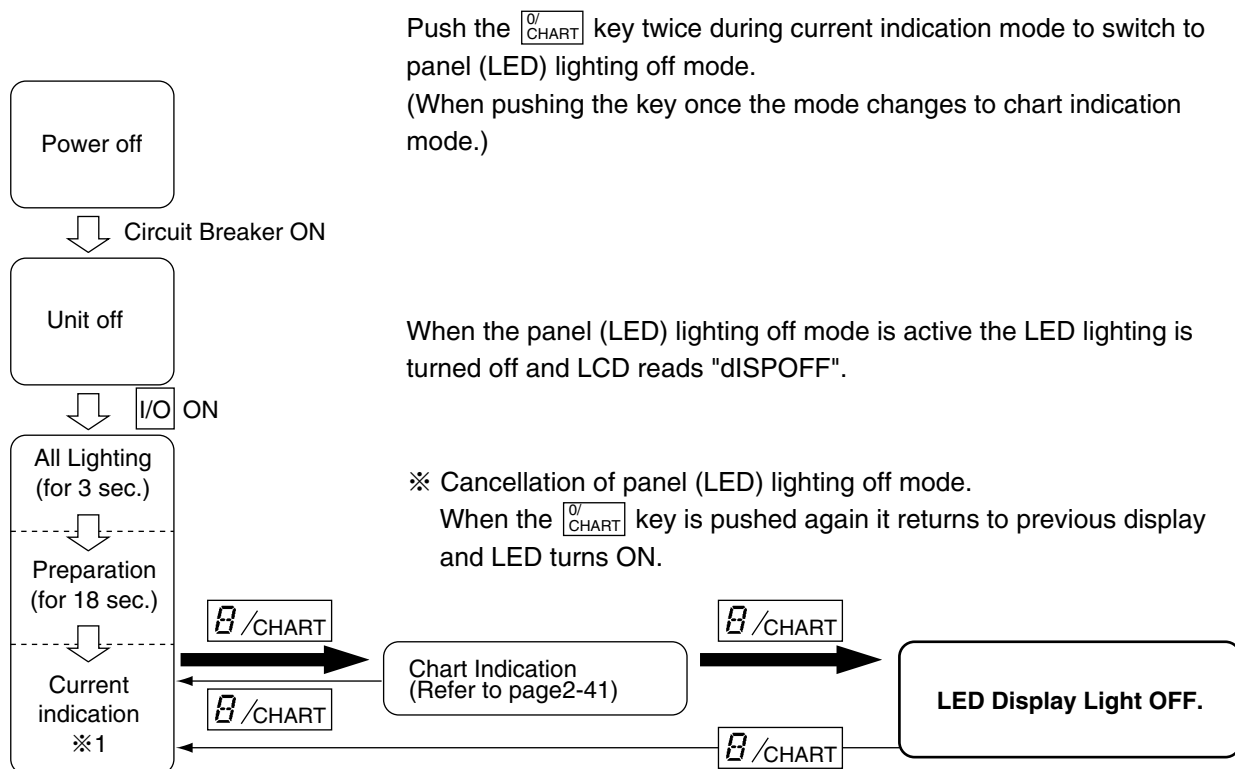 Push the 0/CHART key twice during current indication mode to switch to
panel (LED) lighting off mode.
(When pushing the key once the mode changes to chart indication
mode.)
Power off
Circuit Breaker ON
Unit off
When the panel (LED) lighting off mode is active the LED lighting is
turned off and LCD reads "dISPOFF".
I/O ON
All Lighting
(for 3 sec.)
※ Cancellation of panel (LED) lighting off mode.
When the 0/CHART key is pushed again it returns to previous display
and LED turns ON.
Preparation
(for 18 sec.)
8/CHART
8/CHART
Chart Indication
(Refer to page2-41)
Current
indication
※1
8/CHART
LED Display Light OFF.
8/CHART